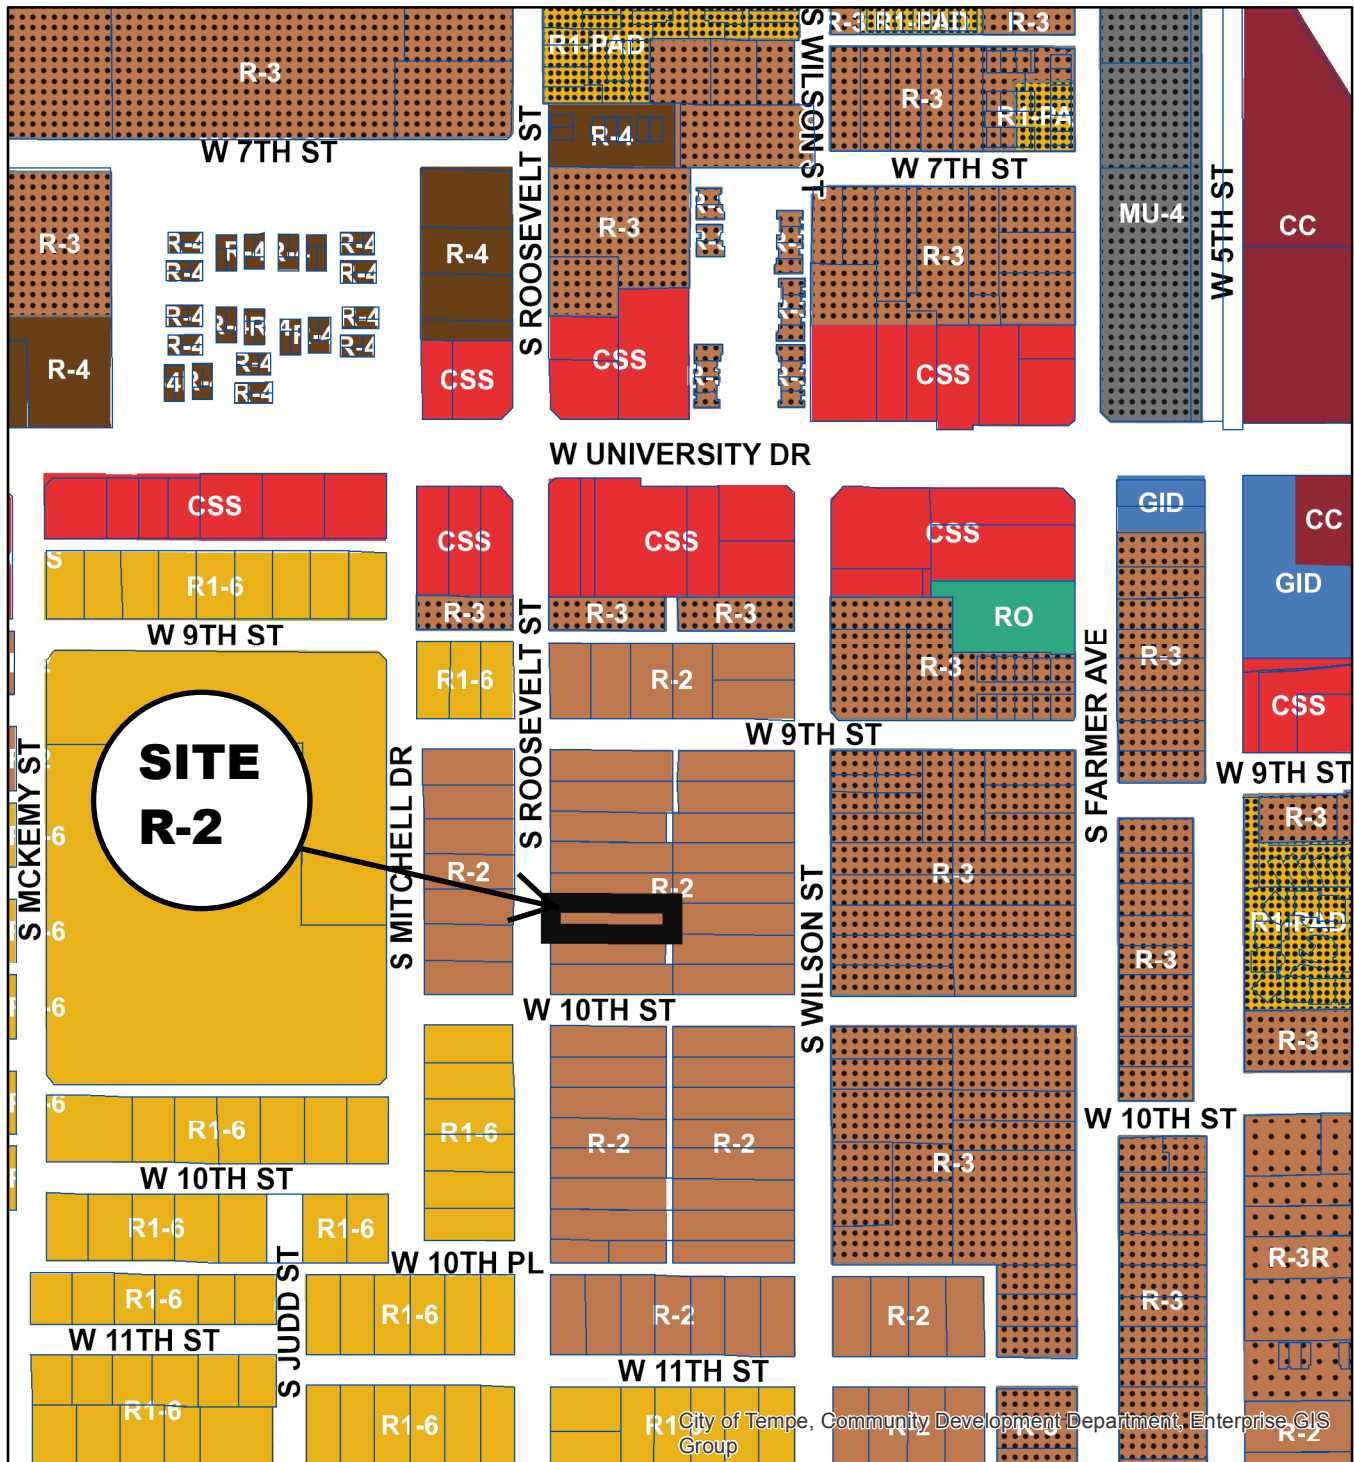 R-3
R1-PAD
S WILSON ST
R-3
R1-PAD
R-3
R-3
R-4
W 7TH ST
S ROOSEVELT ST
W 7TH ST
R-3
R-4
R-4
R-4
R-4
R-4
R-4
R-3
R-3
MU-4
W 5TH ST
CC
R-4
R-4
R-4
R-4
R-4
R-4
R-4
R-4
CSS
CSS
CSS
W UNIVERSITY DR
CSS
CSS
CSS
CSS
GID
CC
GID
S
R1-6
R-3
R-3
R-3
RO
W 9TH ST
S ROOSEVELT ST
R1-6
R-2
R-3
S FARMER AVE
R-3
CSS
W 9TH ST
W 9TH ST
SITE
R-2
S MCKEMY ST
S MITCHELL DR
-6
-6
-6
-6
R-2
R-2
S WILSON ST
R-3
R-3
R-3
R1-PAD
R-3
W 10TH ST
R1-6
R1-6
R-2
R-2
R-3
W 10TH ST
W 10TH ST
R1-6
R1-6
W 10TH PL
R-3R
S JUDD ST
R1-6
R1-6
R-2
R-2
R-3
W 11TH ST
W 11TH ST
R1-6
R1-6
City of Tempe, Community Development Department, Enterprise GIS
Group
R-2